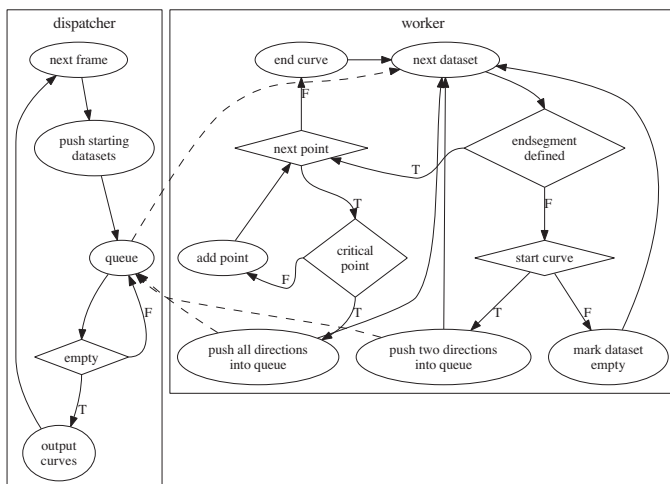 dispatcher
worker
next frame
end curve
next dataset
F
push starting
datasets
next point
endsegment
defined
T
T
F
queue
add point
critical
point
start curve
F
F
T
T
F
empty
push all directions
into queue
push two directions
into queue
mark dataset
empty
T
output
curves